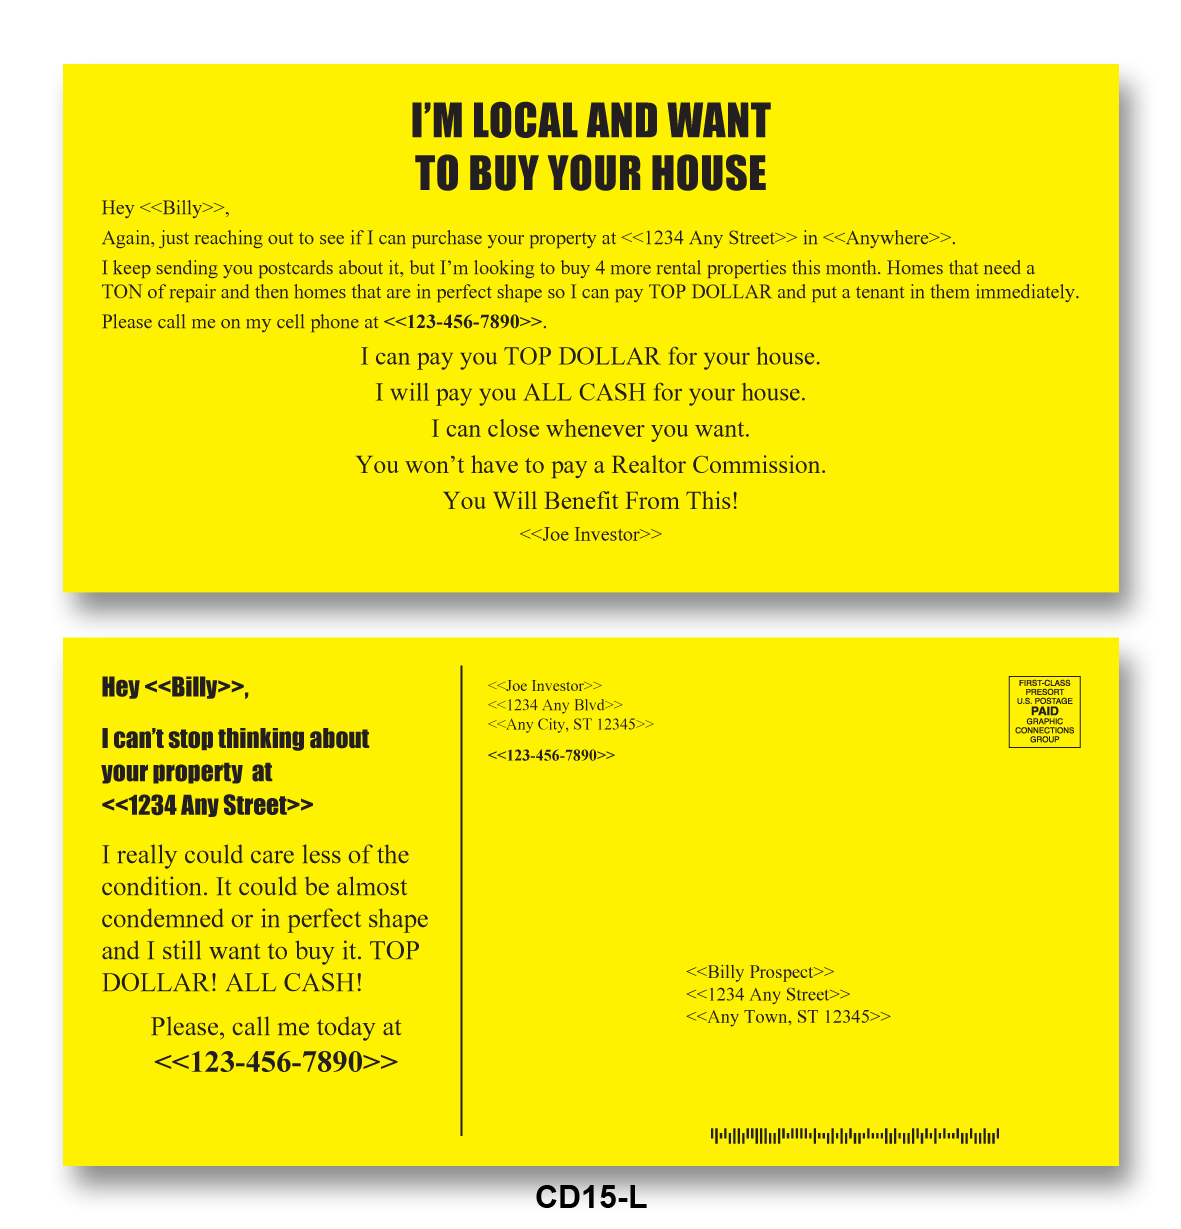 I'M LOCAL AND WANT
TO BUY YOUR HOUSE
Hey <<Billy>>,
Again, just reaching out to see if I can purchase your property at <<1234 Any Street>> in <<Anywhere>>.
I keep sending you postcards about it, but I'm looking to buy 4 more rental properties this month. Homes that need a
TON of repair and then homes that are in perfect shape so I can pay TOP DOLLAR and put a tenant in them immediately.
Please call me on my cell phone at <<123-456-7890>>.
I can pay you TOP DOLLAR for your house.
I will pay you ALL CASH for your house.
I can close whenever you want.
You won't have to pay a Realtor Commission.
You Will Benefit From This!
<<Joe Investor>>
Hey <<Billy>>,
I can't stop thinking about
your property at
<<1234 Any Street>>
I really could care less of the
condition. It could be almost
condemned or in perfect shape
and I still want to buy it. TOP
DOLLAR! ALL CASH!
Please, call me today at
<<123-456-7890>>
<<Joe Investor>>
<<1234 Any Blvd>>
<<Any City, ST 12345>>
<<123-456-7890>>
FIRST-CLASS
PRESORT
U.S. POSTAGE
PAID
GRAPHIC
CONNECTIONS
GROUP
<<Billy Prospect>>
<<1234 Any Street>>
<<Any Town, ST 12345>>
CD15-L